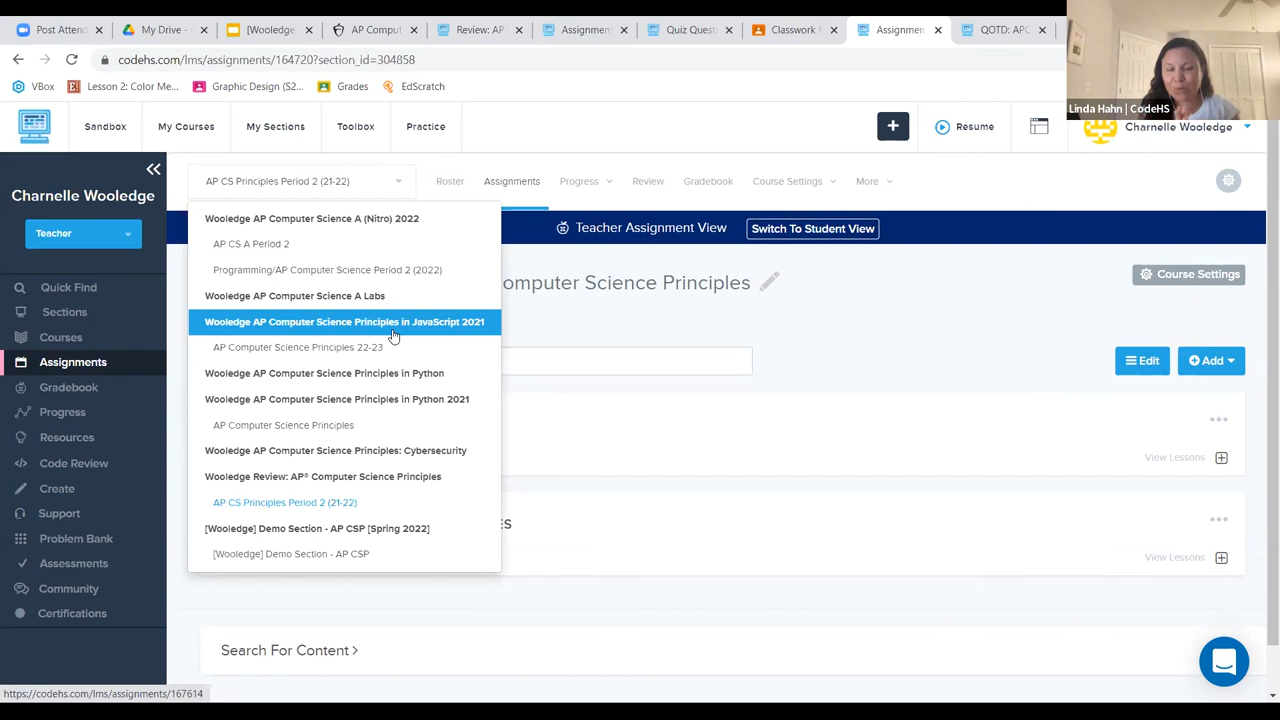 Post Attend
My Drive -
[Wooledge
AP Comput
Review: AP
Assignment
Quiz Quest
Classwork
Assignmen
QOTD: APC
codehs.com/lms/assignments/164720?section_id=304858
VBox
Lesson 2: Color Me...
Graphic Design (S2...
Grades
EdScratch
Linda Hahn | CodeHS
Sandbox
My Courses
My Sections
Toolbox
Practice
+
Resume
Charnelle Wooledge
Charnelle Wooledge
Teacher
Quick Find
Sections
Courses
Assignments
Gradebook
Progress
Resources
Code Review
Create
Support
Problem Bank
Assessments
Community
Certifications
AP CS Principles Period 2 (21-22)
Roster
Assignments
Progress
Review
Gradebook
Course Settings
More
Teacher Assignment View
Switch To Student View
Wooledge AP Computer Science A (Nitro) 2022
AP CS A Period 2
Programming/AP Computer Science Period 2 (2022)
Wooledge AP Computer Science A Labs
Wooledge AP Computer Science Principles in JavaScript 2021
AP Computer Science Principles 22-23
Wooledge AP Computer Science Principles in Python
Wooledge AP Computer Science Principles in Python 2021
AP Computer Science Principles
Wooledge AP Computer Science Principles: Cybersecurity
Wooledge Review: AP® Computer Science Principles
AP CS Principles Period 2 (21-22)
[Wooledge] Demo Section - AP CSP [Spring 2022]
[Wooledge] Demo Section - AP CSP
omputer Science Principles
Course Settings
Edit
Add
View Lessons
ES
View Lessons
Search For Content >
https://codehs.com/lms/assignments/167614